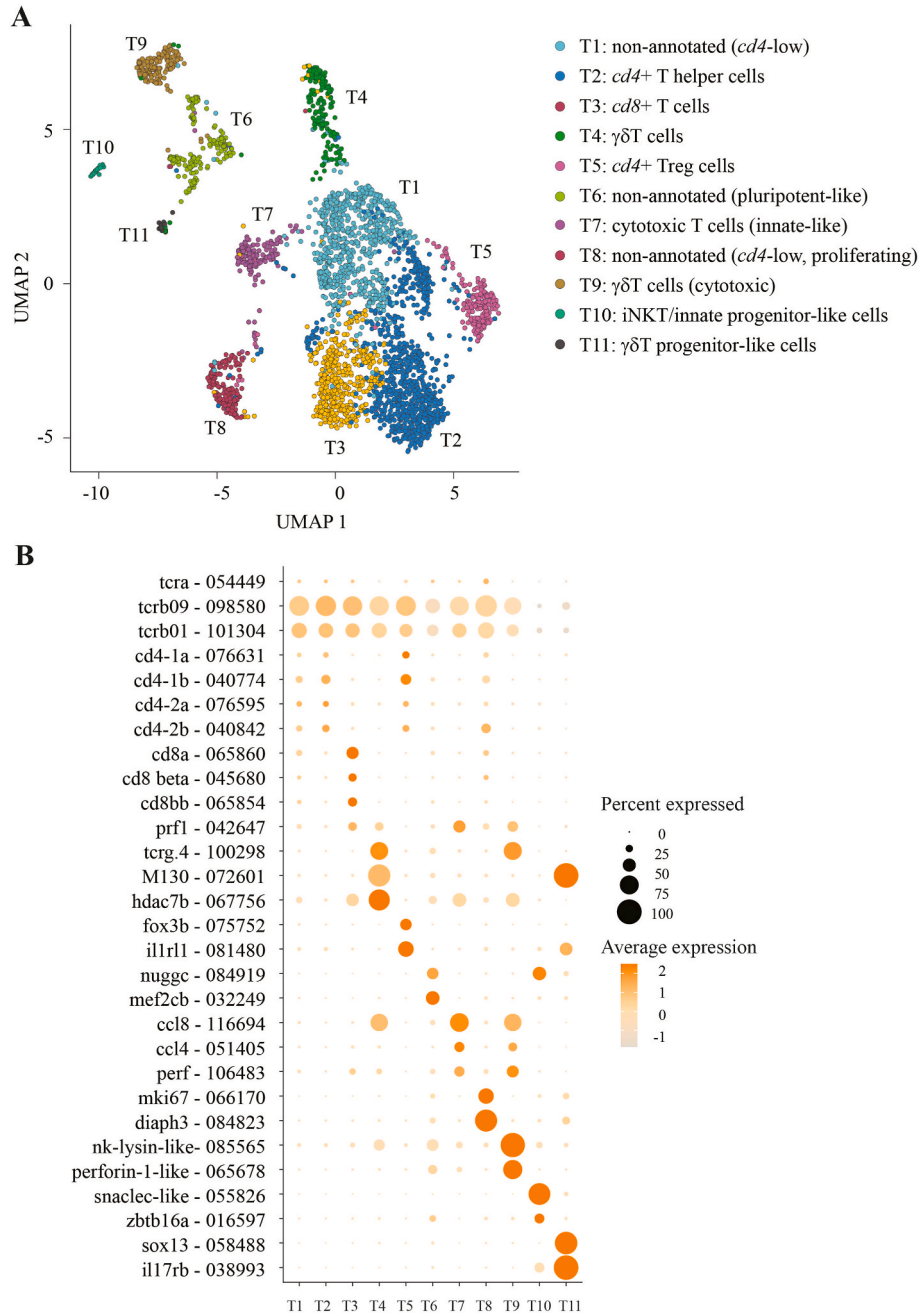 A
T9
T6
T4
T10
T11
T7
T1
T5
T8
T3
T2
5
0
-5
-10
-5
0
5
UMAP 2
UMAP 1
T1: non-annotated (cd4-low)
T2: cd4+ T helper cells
T3: cd8+ T cells
T4: γδT cells
T5: cd4+ Treg cells
T6: non-annotated (pluripotent-like)
T7: cytotoxic T cells (innate-like)
T8: non-annotated (cd4-low, proliferating)
T9: γδT cells (cytotoxic)
T10: iNKT/innate progenitor-like cells
T11: γδT progenitor-like cells
B
tcra - 054449
tcrb09 - 098580
tcrb01 - 101304
cd4-1a - 076631
cd4-1b - 040774
cd4-2a - 076595
cd4-2b - 040842
cd8a - 065860
cd8 beta - 045680
cd8bb - 065854
prf1 - 042647
tcrg.4 - 100298
M130 - 072601
hdac7b - 067756
fox3b - 075752
il1rl1 - 081480
nuggc - 084919
mef2cb - 032249
ccl8 - 116694
ccl4 - 051405
perf - 106483
mki67 - 066170
diaph3 - 084823
nk-lysin-like- 085565
perforin-1-like - 065678
snaclec-like - 055826
zbtb16a - 016597
sox13 - 058488
il17rb - 038993
T1 T2 T3 T4 T5 T6 T7 T8 T9 T10 T11
Percent expressed
0
25
50
75
100
Average expression
2
1
0
-1